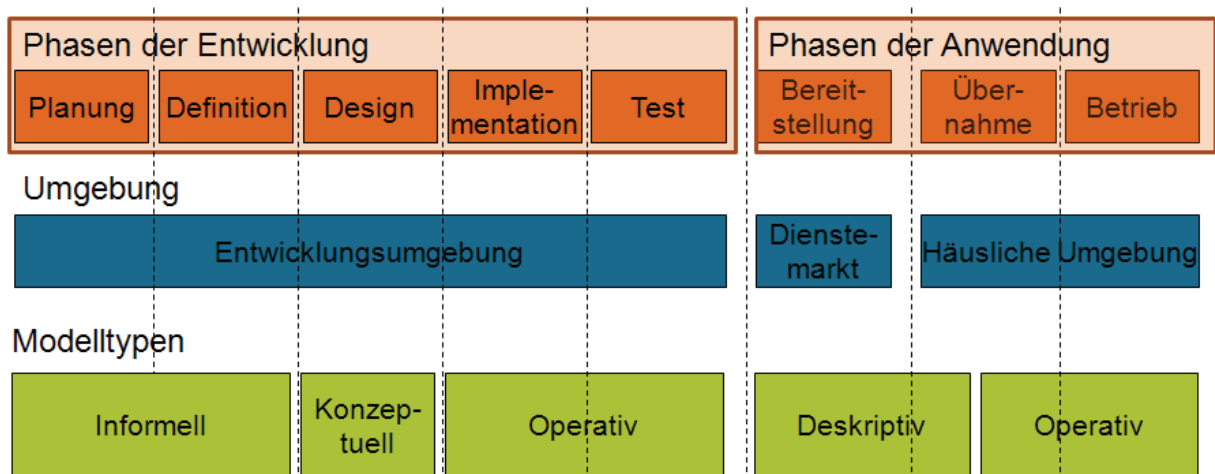 Phasen der Entwicklung
Phasen der Anwendung
Planung
Definition
Design
Imple-
mentation
Test
Bereit-
stellung
Über-
nahme
Betrieb
Umgebung
Entwicklungsumgebung
Dienste-
markt
Häusliche Umgebung
Modelltypen
Informell
Konzep-
tuell
Operativ
Deskriptiv
Operativ